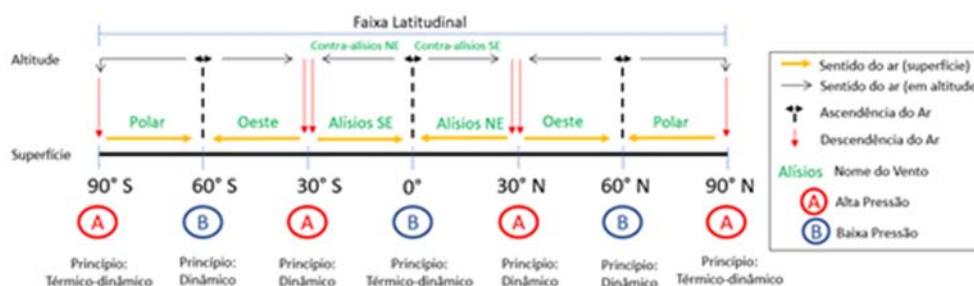 Faixa Latitudinal
Contra-alísios NE Contra-alísios SE
Altitude
Polar Oeste Alísios SE Alísios NE Oeste Polar
Superfície
90° S 60° S 30° S 0° 30° N 60° N 90° N
A B A B A B A
Princípio: Princípio: Princípio: Princípio: Princípio: Princípio: Princípio:
Térmico-dinâmico Dinâmico Dinâmico Térmico-dinâmico Dinâmico Dinâmico Térmico-dinâmico
Sentido do ar (superfície)
Sentido do ar (em altitude)
Ascendência do Ar
Descendência do Ar
Alísios Nome do Vento
A Alta Pressão
B Baixa Pressão